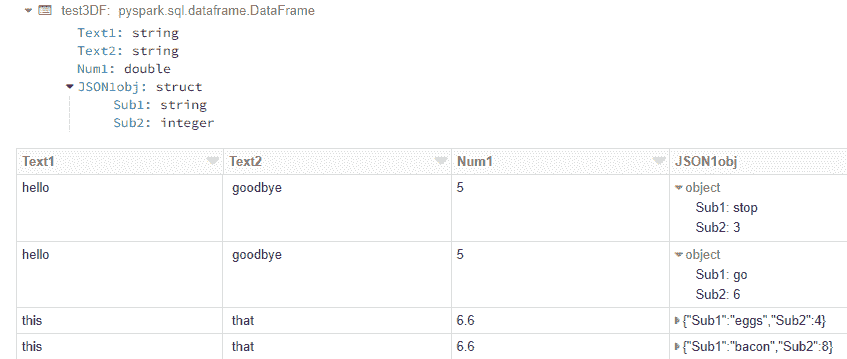 test3DF: pyspark.sql.dataframe.DataFrame
Text1: string
Text2: string
Num1: double
JSON1obj: struct
Sub1: string
Sub2: integer
Text1 Text2 Num1 JSON1obj
hello goodbye 5 object
Sub1: stop
Sub2: 3
hello goodbye 5 object
Sub1: go
Sub2: 6
this that 6.6 {"Sub1":"eggs","Sub2":4}
this that 6.6 {"Sub1":"bacon","Sub2":8}